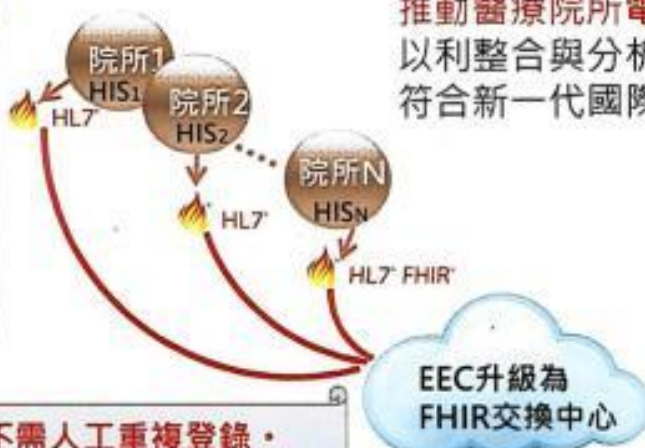 推動醫療院所電
以利整合與分析
符合新一代國際
院所1
HIS1
HL7
院所2
HIS2
HL7
院所N
HISN
HL7 FHIR
EEC升級為
FHIR交換中心
不需人工重複登錄，